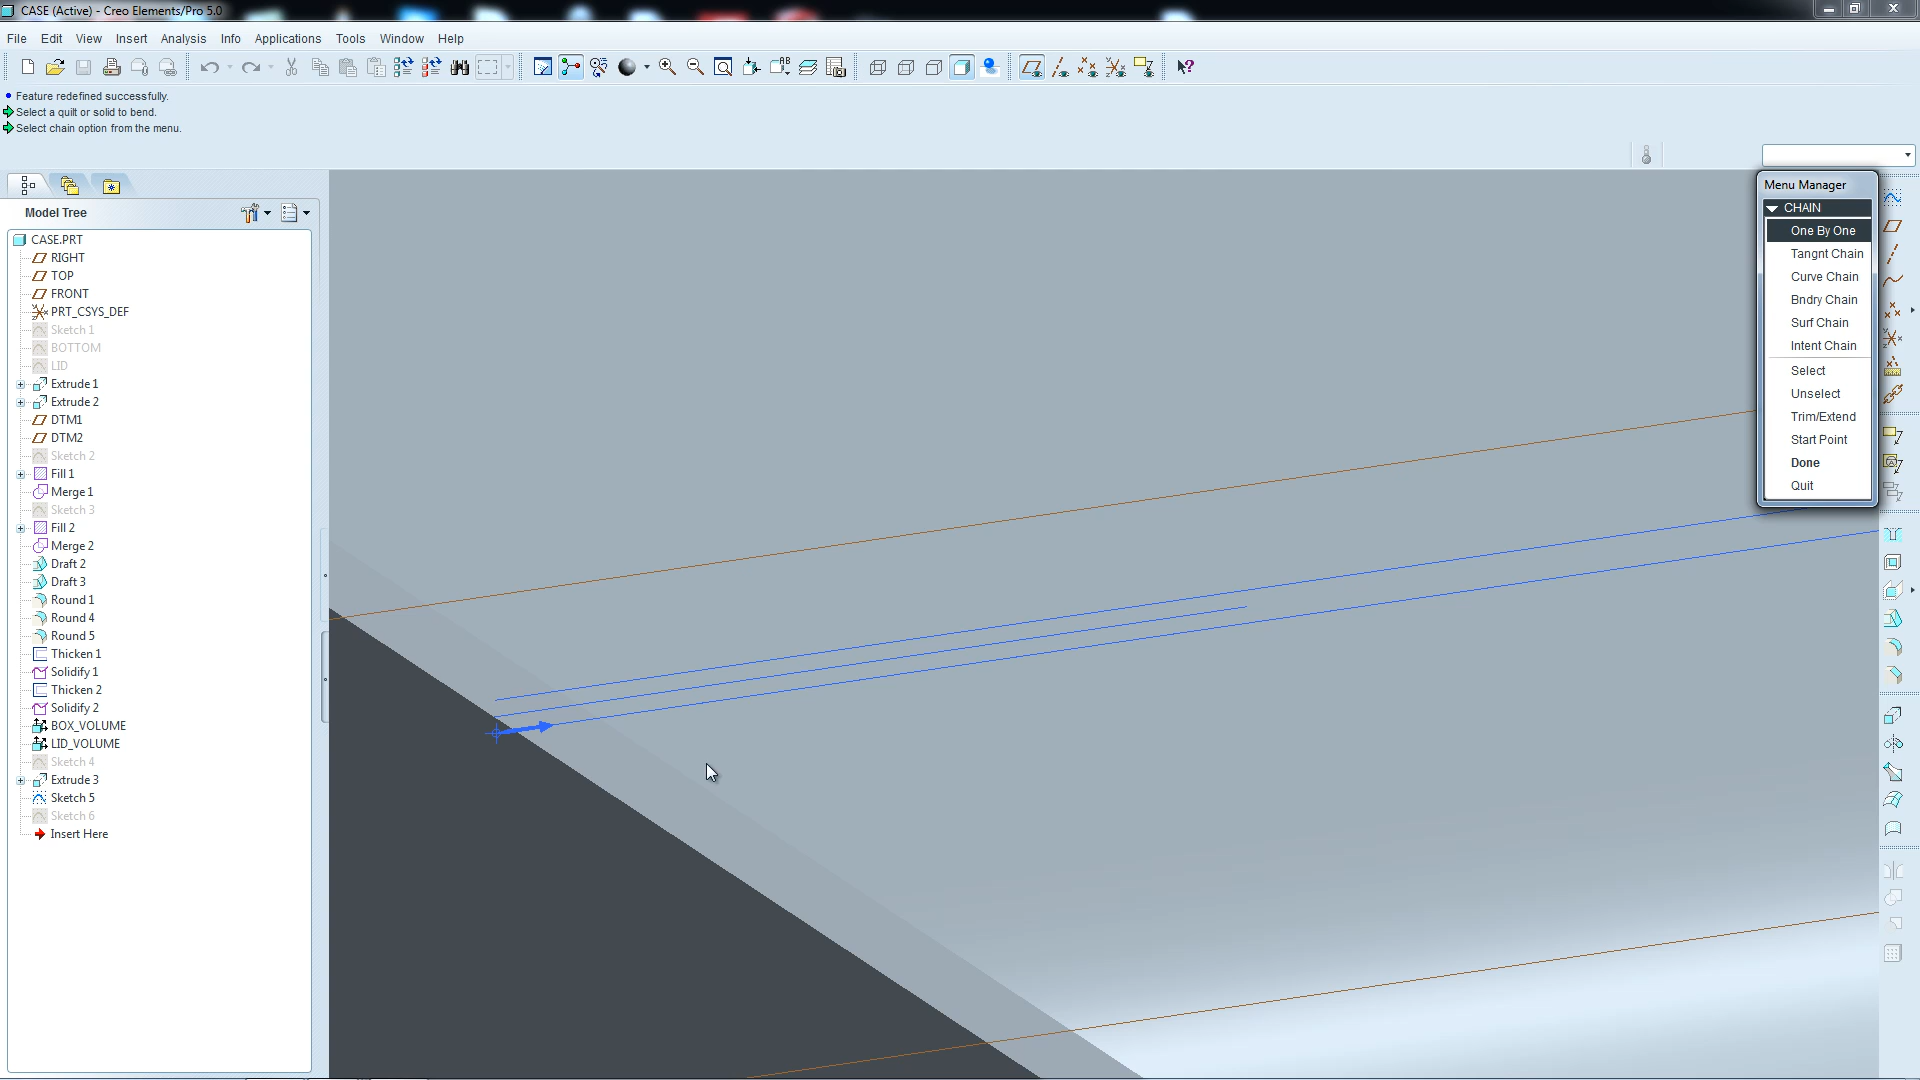 CASE (Active) - Creo Elements/Pro 5.0
File Edit View Insert Analysis Info Applications Tools Window Help
Feature redefined successfully.
Select a quilt or solid to bend.
Select chain option from the menu.
Model Tree
CASE.PRT
RIGHT
TOP
FRONT
PRT_CSYS_DEF
Sketch 1
BOTTOM
LID
Extrude 1
Extrude 2
DTM1
DTM2
Sketch 2
Fill 1
Merge 1
Sketch 3
Fill 2
Merge 2
Draft 2
Draft 3
Round 1
Round 4
Round 5
Thicken 1
Solidify 1
Thicken 2
Solidify 2
BOX_VOLUME
LID_VOLUME
Sketch 4
Extrude 3
Sketch 5
Sketch 6
Insert Here
Menu Manager
CHAIN
One By One
Tangnt Chain
Curve Chain
Bndry Chain
Surf Chain
Intent Chain
Select
Unselect
Trim/Extend
Start Point
Done
Quit